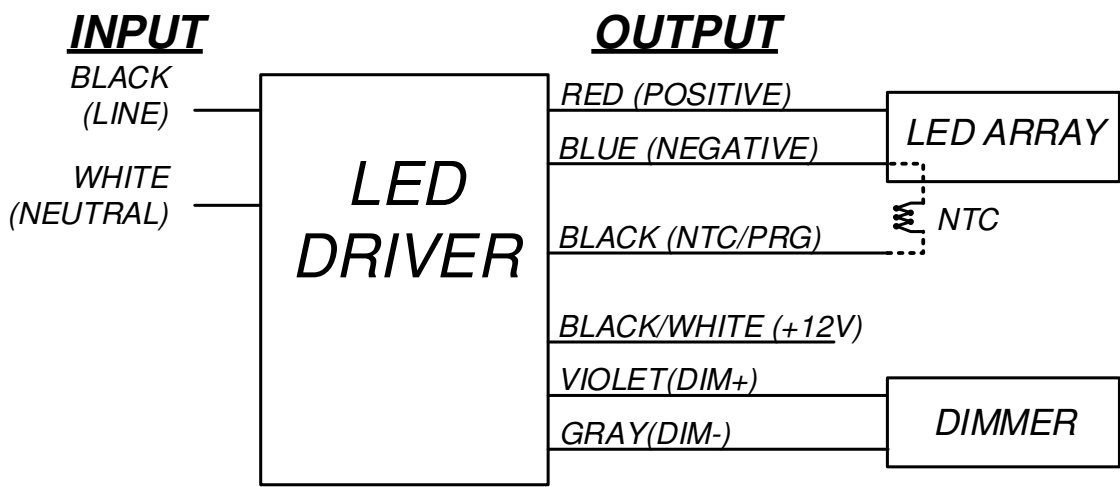 INPUT
OUTPUT
BLACK
(LINE)
WHITE
(NEUTRAL)
LED
DRIVER
RED (POSITIVE)
BLUE (NEGATIVE)
BLACK (NTC/PRG)
BLACK/WHITE (+12V)
VIOLET(DIM+)
GRAY(DIM-)
LED ARRAY
NTC
DIMMER